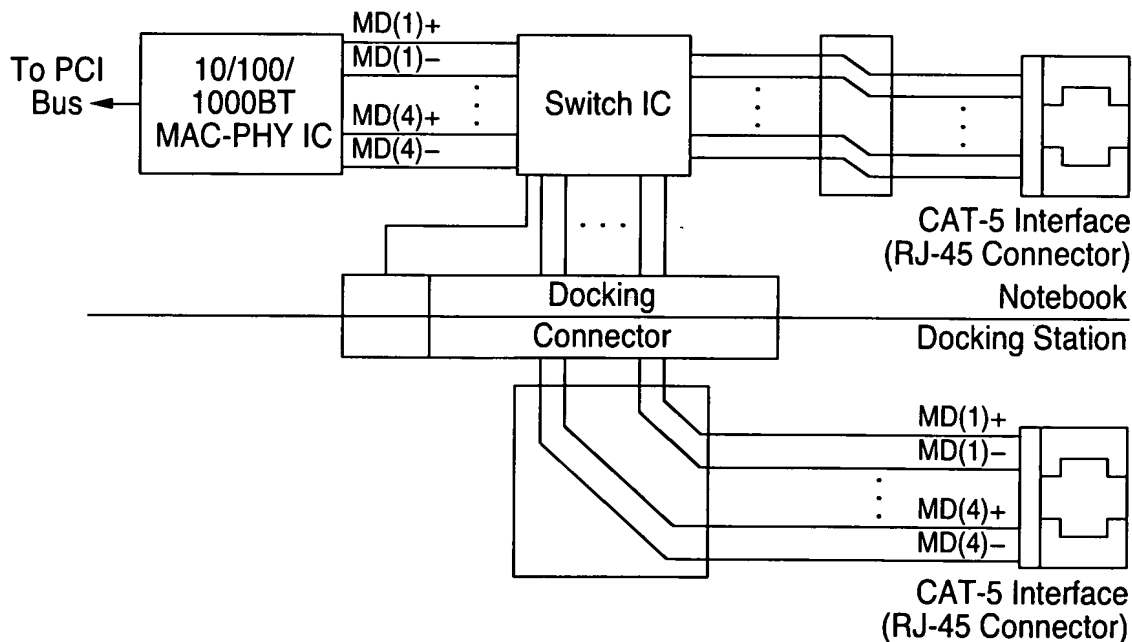 To PCI
Bus
10/100/
1000BT
MAC-PHY IC
MD(1)+
MD(1)−
MD(4)+
MD(4)−
Switch IC
CAT-5 Interface
(RJ-45 Connector)
Docking
Connector
Notebook
Docking Station
MD(1)+
MD(1)−
MD(4)+
MD(4)−
CAT-5 Interface
(RJ-45 Connector)